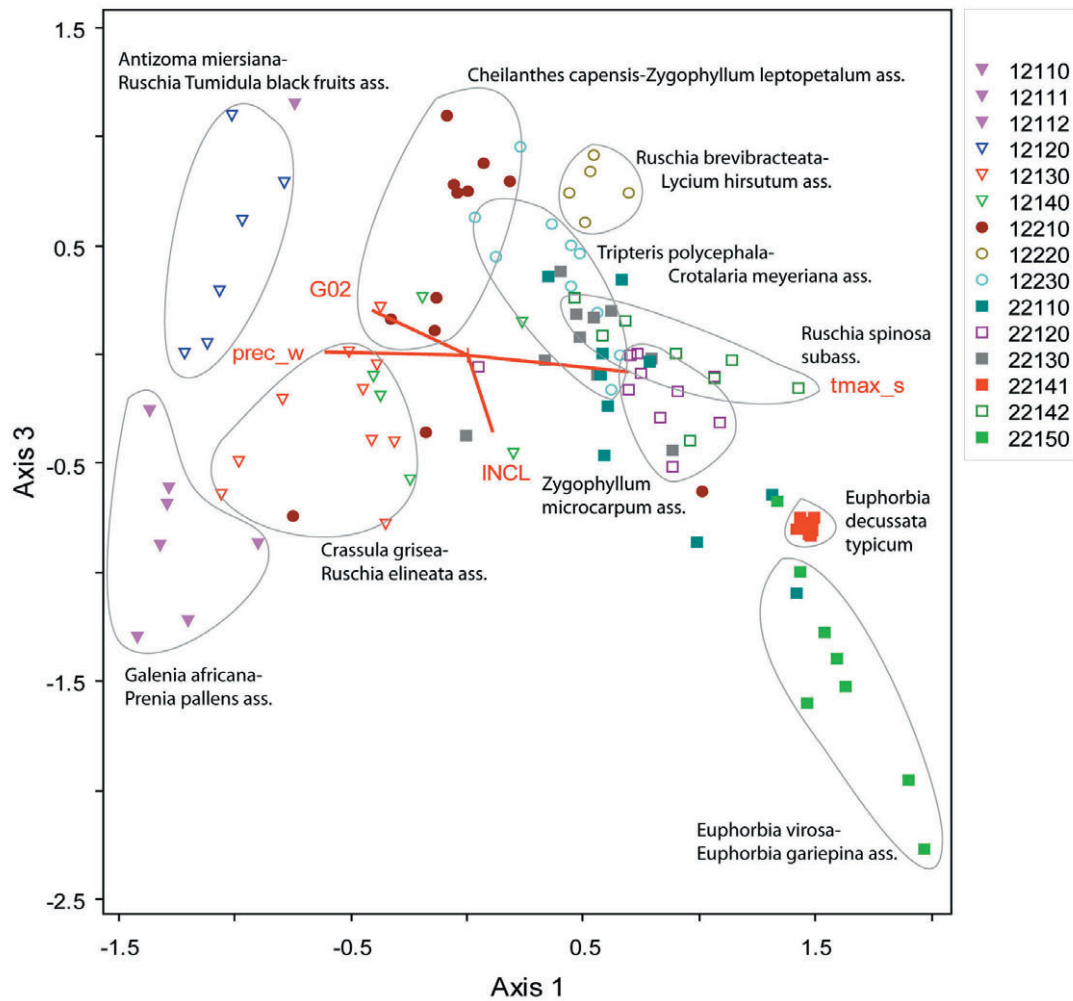 1.5
0.5
-0.5
-1.5
-2.5
Axis 3
-1.5
-0.5
0.5
1.5
Axis 1
Antizoma miersiana-
Ruschia Tumidula black fruits ass.
Cheilanthes capensis-Zygophyllum leptopetalum ass.
Ruschia brevibracteata-
Lycium hirsutum ass.
Tripteris polycephala-
Crotalaria meyeriana ass.
G02
prec_w
Ruschia spinosa
subass.
tmax_s
INCL
Zygophyllum
microcarpum ass.
Euphorbia
decussata
typicum
Crassula grisea-
Ruschia elineata ass.
Galenia africana-
Prenia pallens ass.
Euphorbia virosa-
Euphorbia gariepina ass.
12110
12111
12112
12120
12130
12140
12210
12220
12230
22110
22120
22130
22141
22142
22150